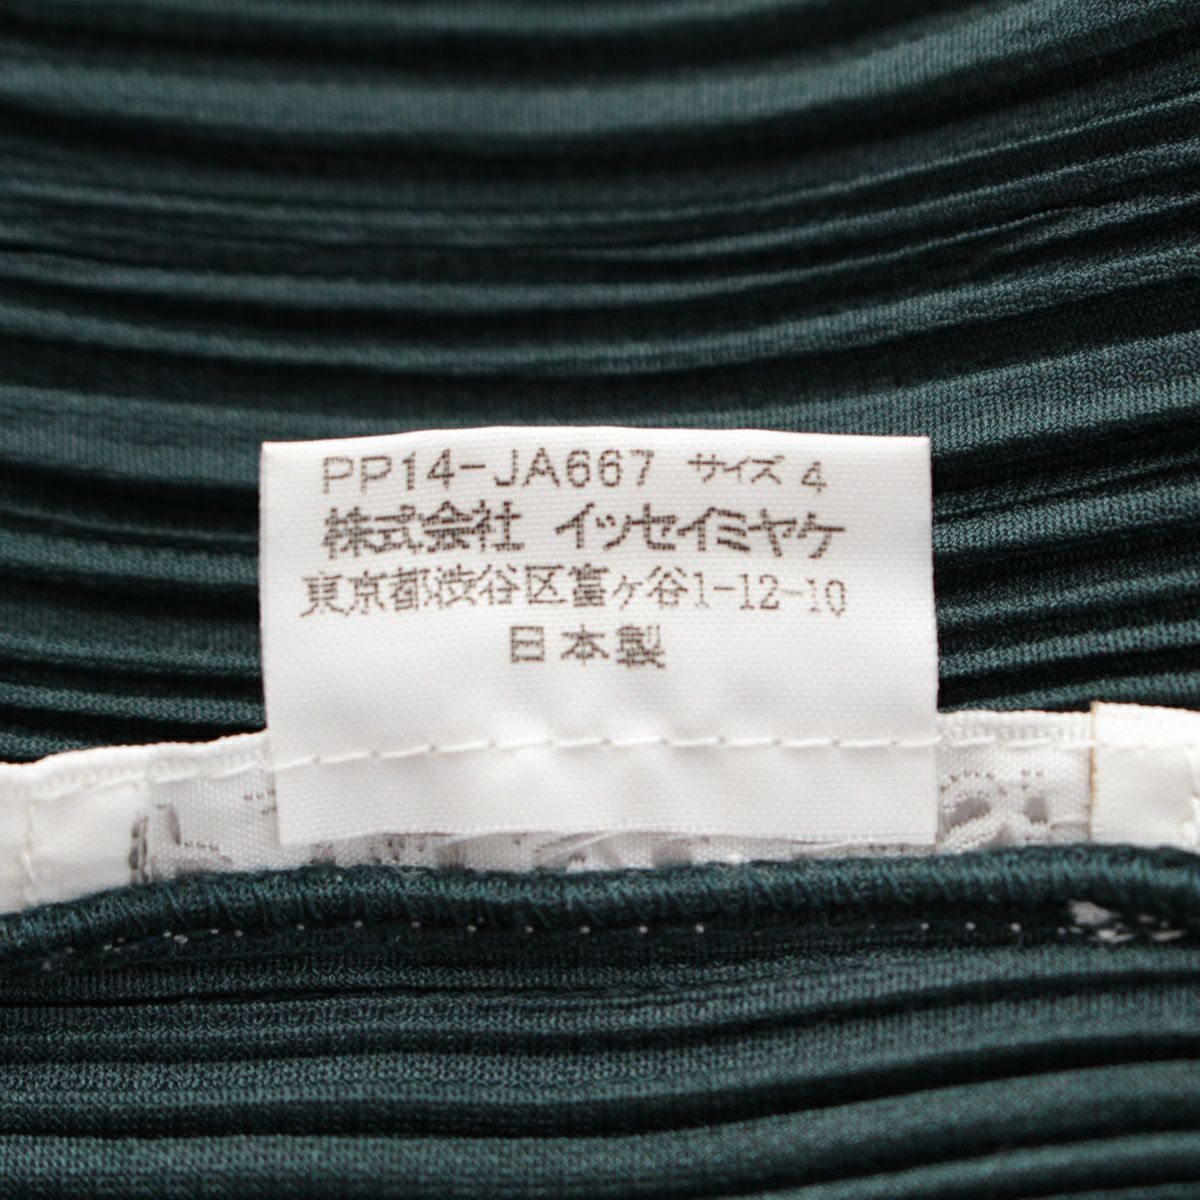 PP14-JA667 サイズ 4
株式会社 イッセイミヤケ
東京都渋谷区富ヶ谷1-12-10
日本製